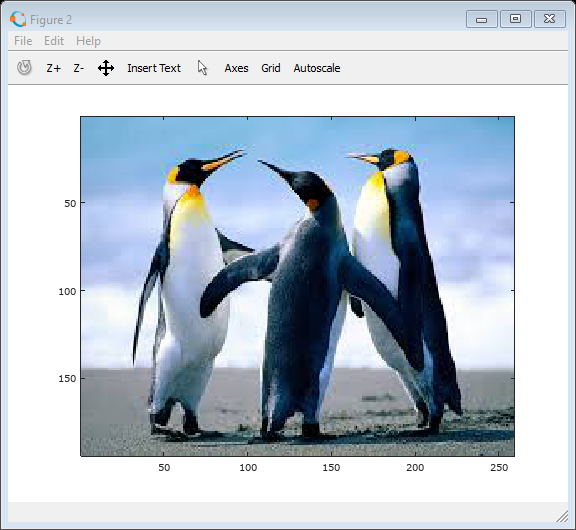 Figure 2
File Edit Help
Z+ Z- Insert Text Axes Grid Autoscale
50
100
150
50 100 150 200 250